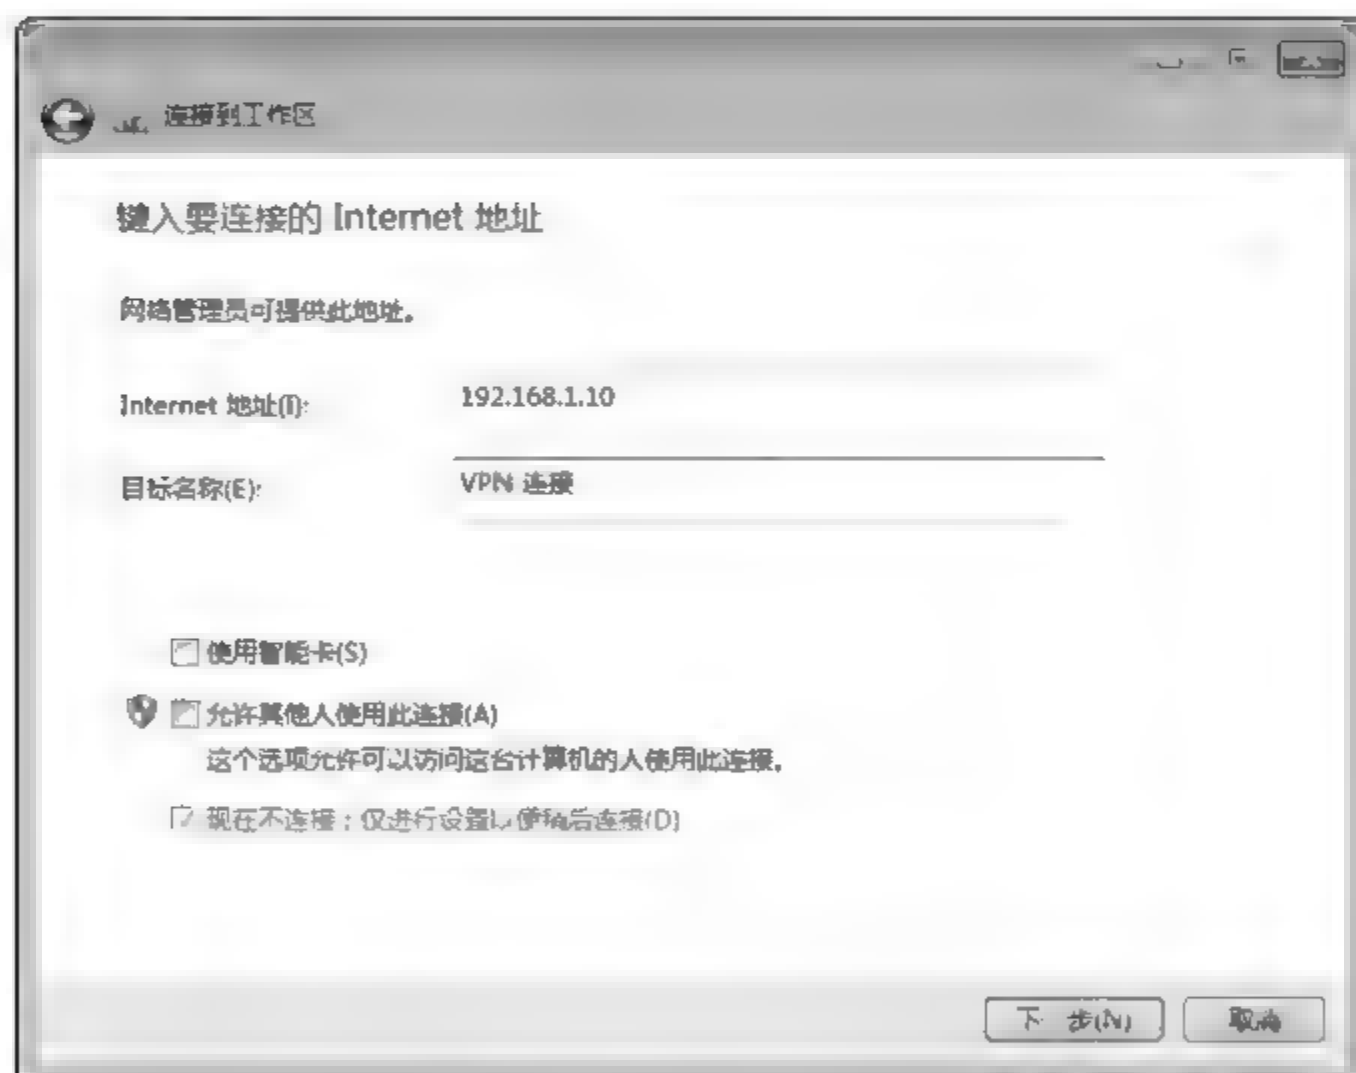 连接到工作区
键入要连接的 Internet 地址
网络管理员可提供此地址。
Internet 地址(I):
192.168.1.10
目标名称(E):
VPN 连接
使用智能卡(S)
允许其他人使用此连接(A)
这个选项允许可以访问这台计算机的人使用此连接。
现在不连接；仅进行设置以便稍后连接(D)
下一步(N)
取消